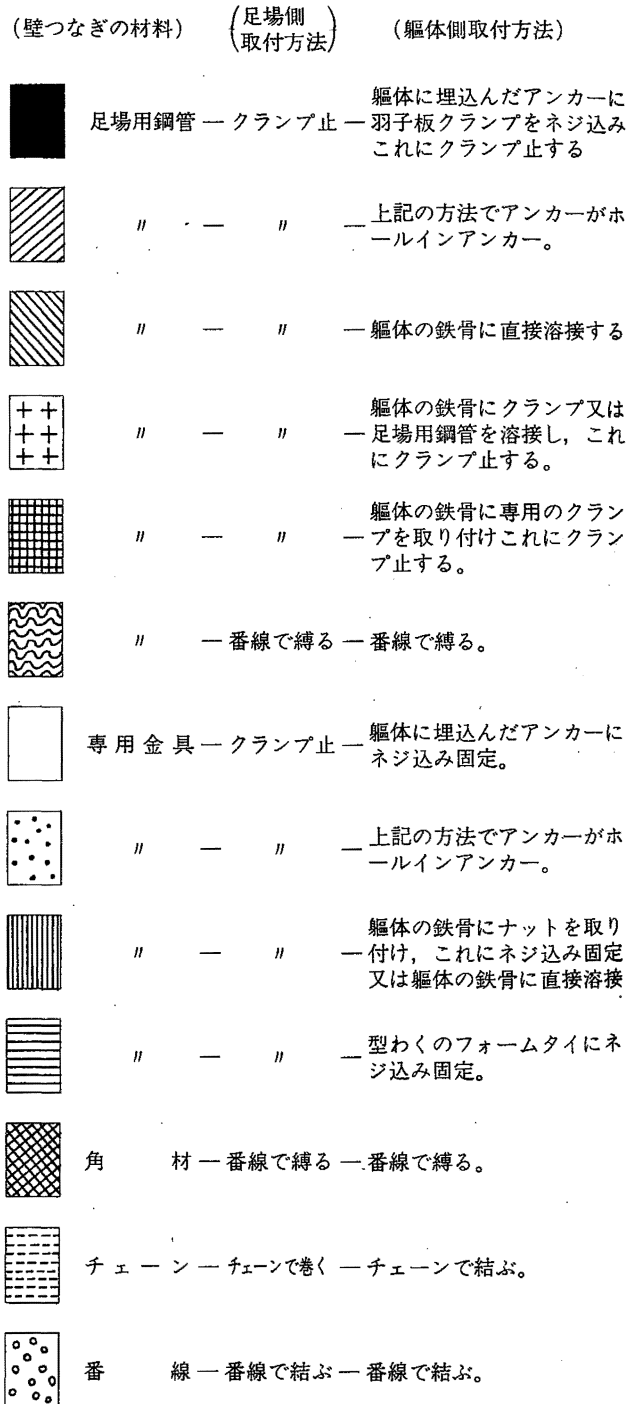 (壁つなぎの材料) (足場側取付方法) (軀体側取付方法)
足場用鋼管 ― クランプ止 ― 軀体に埋込んだアンカーに
羽子板クランプをネジ込み
これにクランプ止する
〃 ― 〃 ― 上記の方法でアンカーがホ
ールインアンカー。
〃 ― 〃 ― 軀体の鉄骨に直接溶接する
軀体の鉄骨にクランプ又は
〃 ― 〃 ― 足場用鋼管を溶接し，これ
にクランプ止する。
軀体の鉄骨に専用のクラン
〃 ― 〃 ― プを取り付けこれにクラン
プ止する。
〃 ― 番線で縛る ― 番線で縛る。
専用金具 ― クランプ止 ― 軀体に埋込んだアンカーに
ネジ込み固定。
〃 ― 〃 ― 上記の方法でアンカーがホ
ールインアンカー。
軀体の鉄骨にナットを取り
〃 ― 〃 ― 付け，これにネジ込み固定
又は軀体の鉄骨に直接溶接
〃 ― 〃 ― 型わくのフォームタイにネ
ジ込み固定。
角材 ― 番線で縛る ― 番線で縛る。
チェーン ― チェーンで巻く ― チェーンで結ぶ。
番線 ― 番線で結ぶ ― 番線で結ぶ。